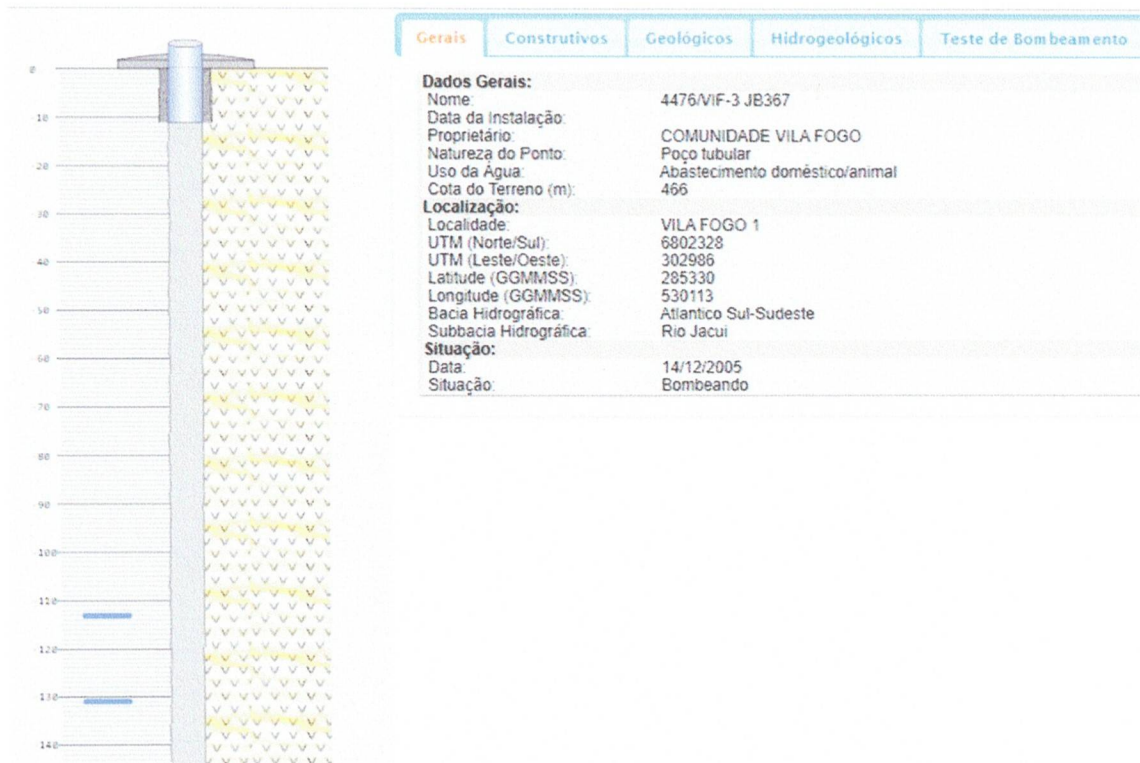 Gerais Construtivos Geológicos Hidrogeológicos Teste de Bombeamento
Dados Gerais:
Nome: 4476/VIF-3 JB367
Data da Instalação:
Proprietário: COMUNIDADE VILA FOGO
Natureza do Ponto: Poço tubular
Uso da Água: Abastecimento doméstico/animal
Cota do Terreno (m): 466
Localização:
Localidade: VILA FOGO 1
UTM (Norte/Sul): 6802328
UTM (Leste/Oeste): 302986
Latitude (GGMMSS): 285330
Longitude (GGMMSS): 530113
Bacia Hidrográfica: Atlantico Sul-Sudeste
Subbacia Hidrográfica: Rio Jacui
Situação:
Data: 14/12/2005
Situação: Bombeando
0
-10
-20
-30
-40
-50
-60
-70
-80
-90
-100
-110
-120
-130
-140